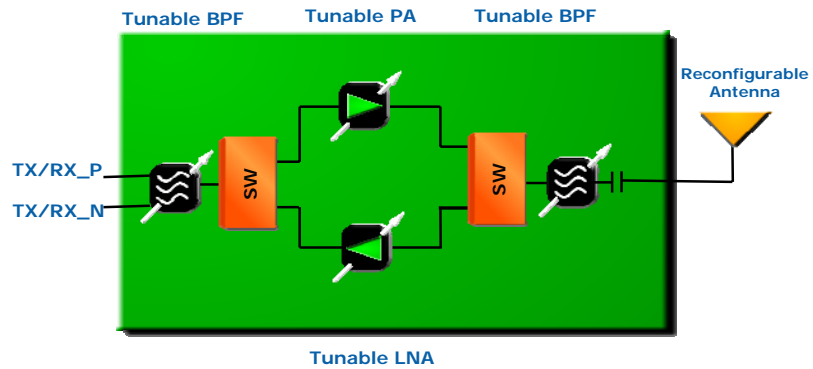 Tunable BPF
Tunable PA
Tunable BPF
Reconfigurable
Antenna
TX/RX_P
SW
SW
TX/RX_N
Tunable LNA